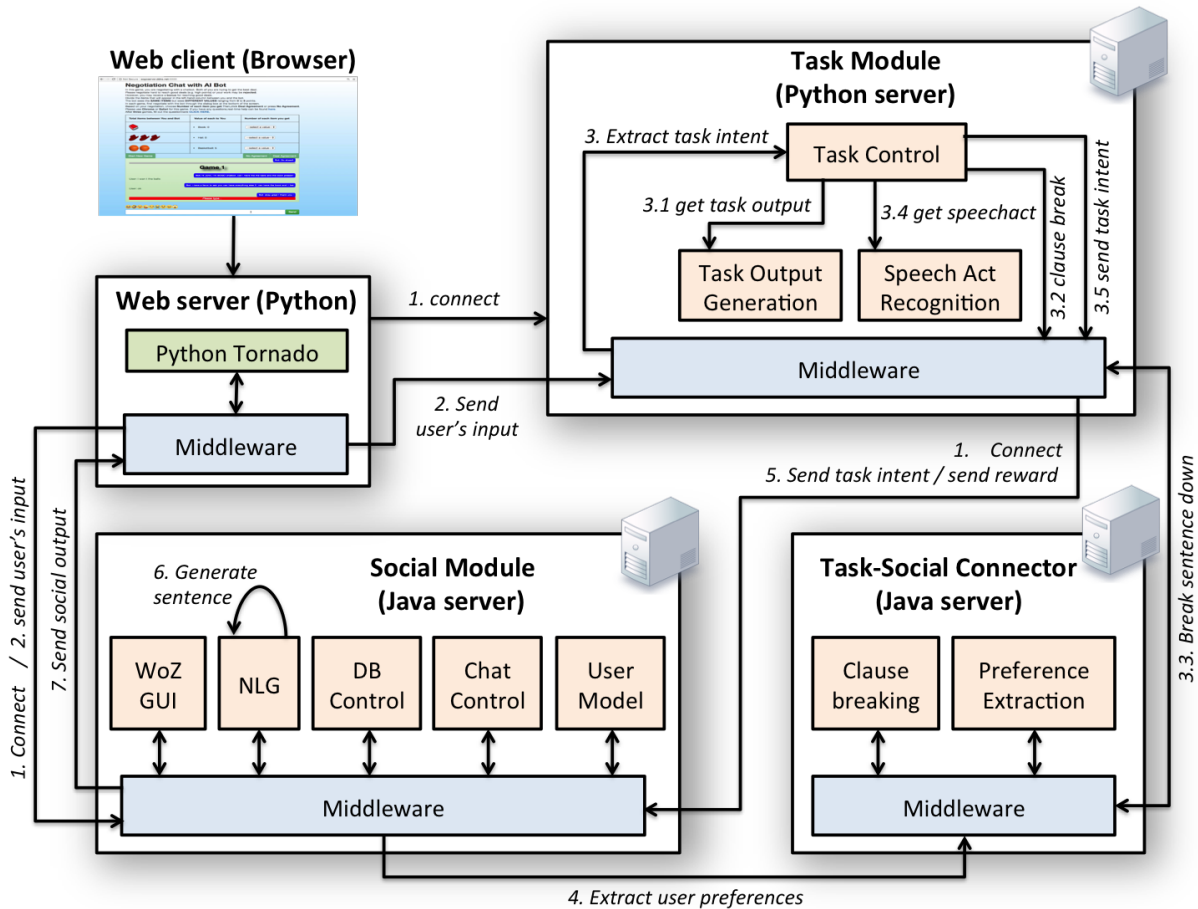 Web client (Browser)
Negotiation Chat with AI Bot
Game 1:
Task Module
(Python server)
3. Extract task intent
Task Control
3.1 get task output
3.4 get speechact
3.2 clause break
3.5 send task intent
Task Output
Generation
Speech Act
Recognition
Middleware
Web server (Python)
1. connect
Python Tornado
Middleware
2. Send
user's input
1. Connect
5. Send task intent / send reward
3.3. Break sentence down
1. Connect / 2. send user's input
7. Send social output
Social Module
(Java server)
6. Generate
sentence
WoZ
GUI
NLG
DB
Control
Chat
Control
User
Model
Middleware
Task-Social Connector
(Java server)
Clause
breaking
Preference
Extraction
Middleware
4. Extract user preferences